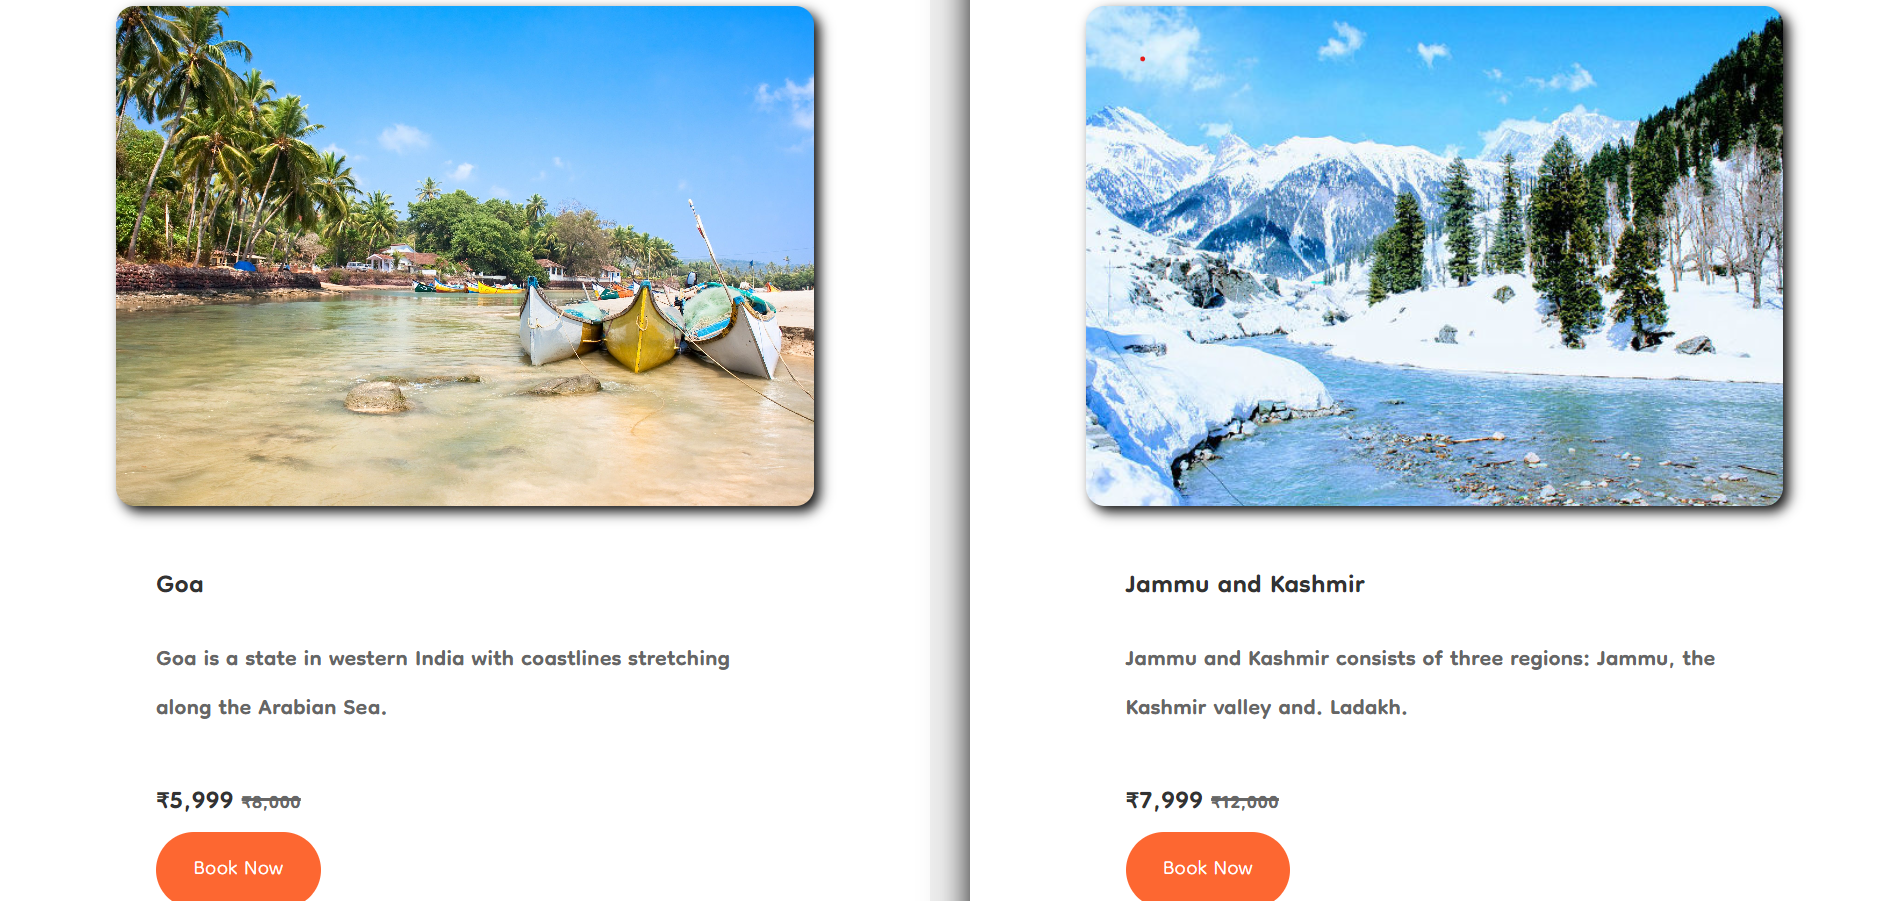 Goa
Goa is a state in western India with coastlines stretching
along the Arabian Sea.
₹5,999 ₹8,000
Book Now
Jammu and Kashmir
Jammu and Kashmir consists of three regions: Jammu, the
Kashmir valley and. Ladakh.
₹7,999 ₹12,000
Book Now